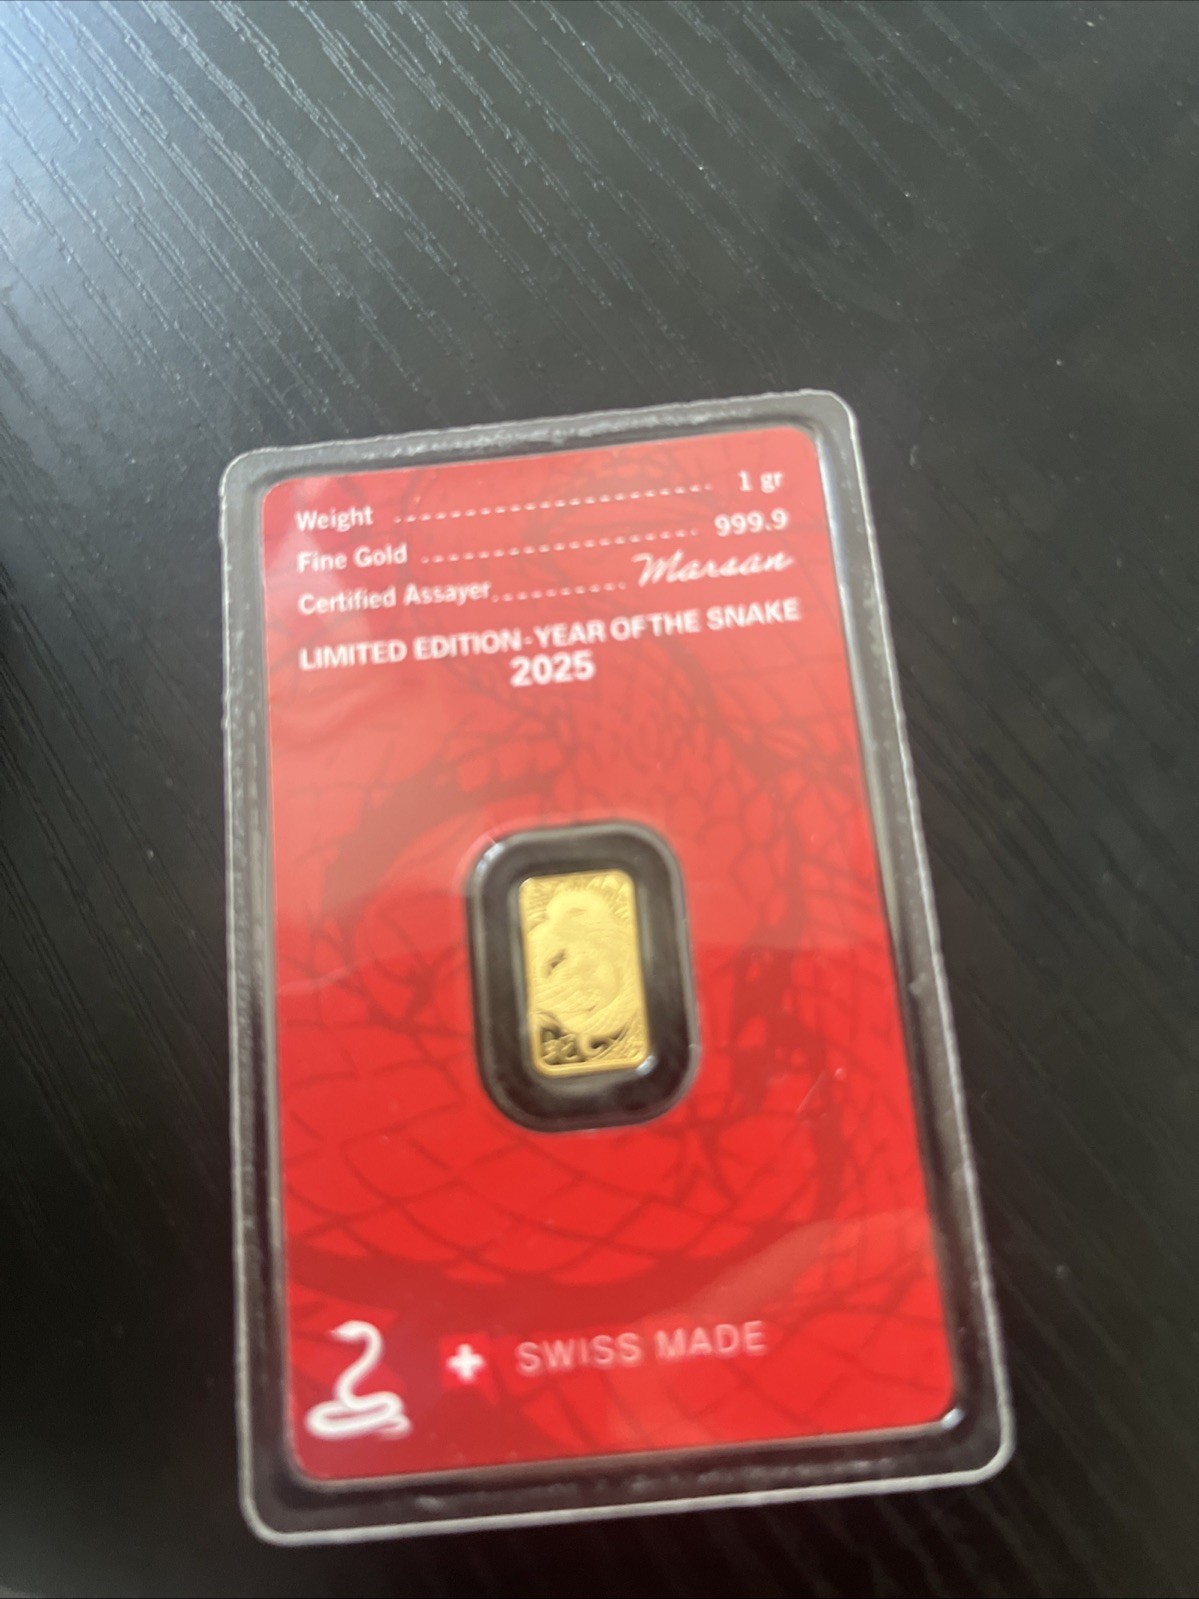 Weight ........................ 1 gr
Fine Gold ........................ 999.9
Certified Assayer........... Marsan
LIMITED EDITION-YEAR OF THE SNAKE
2025
SWISS MADE